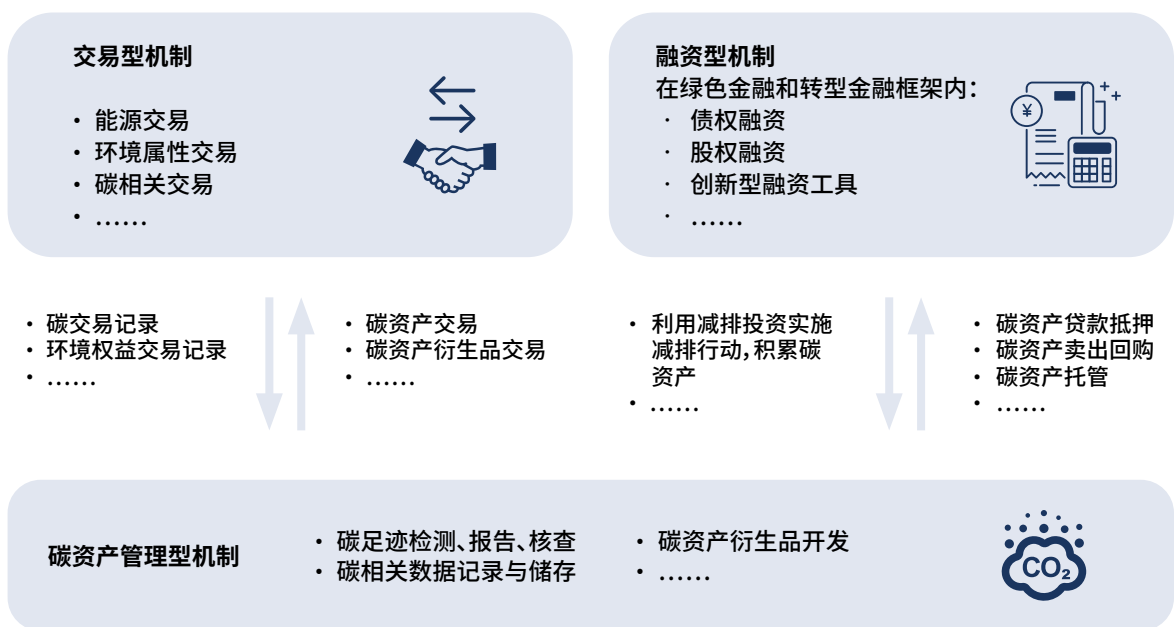 交易型机制
• 能源交易
• 环境属性交易
• 碳相关交易
• ……
融资型机制
在绿色金融和转型金融框架内：
· 债权融资
· 股权融资
· 创新型融资工具
· ……
¥
• 碳交易记录
• 环境权益交易记录
• ……
• 碳资产交易
• 碳资产衍生品交易
• ……
• 利用减排投资实施
减排行动，积累碳
资产
• ……
• 碳资产贷款抵押
• 碳资产卖出回购
• 碳资产托管
• ……
碳资产管理型机制
• 碳足迹检测、报告、核查
• 碳相关数据记录与储存
• 碳资产衍生品开发
• ……
CO₂